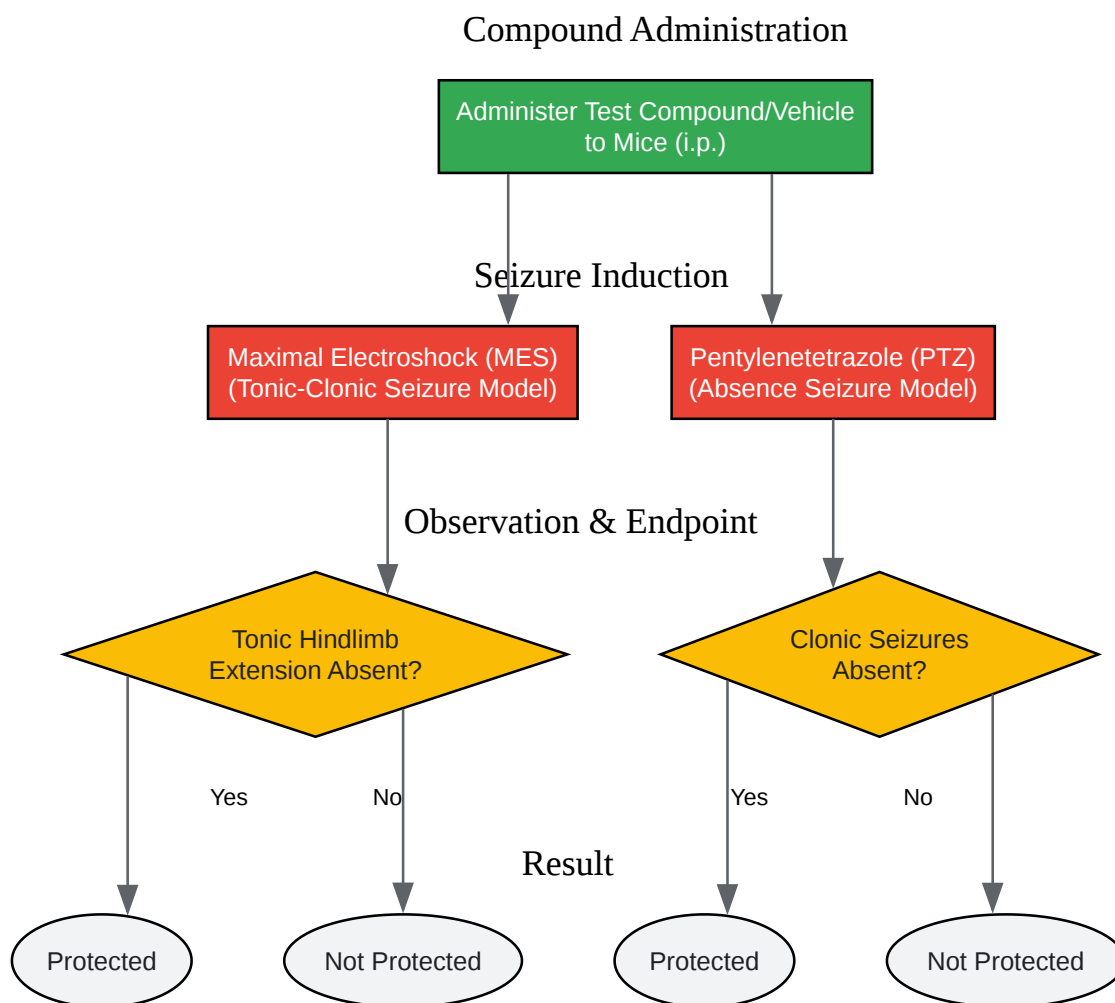 Compound Administration
Administer Test Compound/Vehicle
to Mice (i.p.)
Seizure Induction
Maximal Electroshock (MES)
(Tonic-Clonic Seizure Model)
Pentylenetetrazole (PTZ)
(Absence Seizure Model)
Observation & Endpoint
Tonic Hindlimb
Extension Absent?
Clonic Seizures
Absent?
Yes
No
Yes
No
Result
Protected
Not Protected
Protected
Not Protected